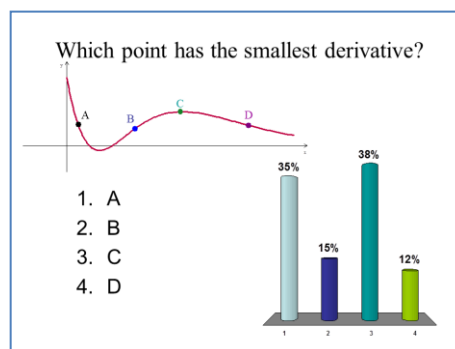 Which point has the smallest derivative?
y
A
B
C
D
x
1. A
2. B
3. C
4. D
35%
15%
38%
12%
1
2
3
4